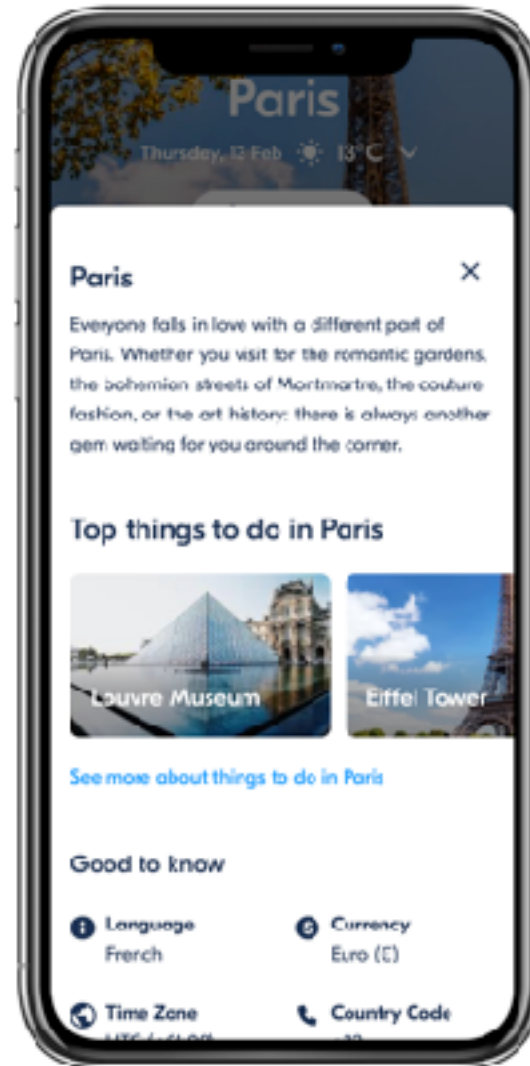 Paris
Thursday, 13 Feb 13°C
Paris
Everyone falls in love with a different part of
Paris. Whether you visit for the romantic gardens,
the bohemian streets of Montmartre, the couture
fashion, or the art history: there is always another
gem waiting for you around the corner.
Top things to do in Paris
Louvre Museum
Eiffel Tower
See more about things to do in Paris
Good to know
Language
French
Currency
Euro (€)
Time Zone
Country Code